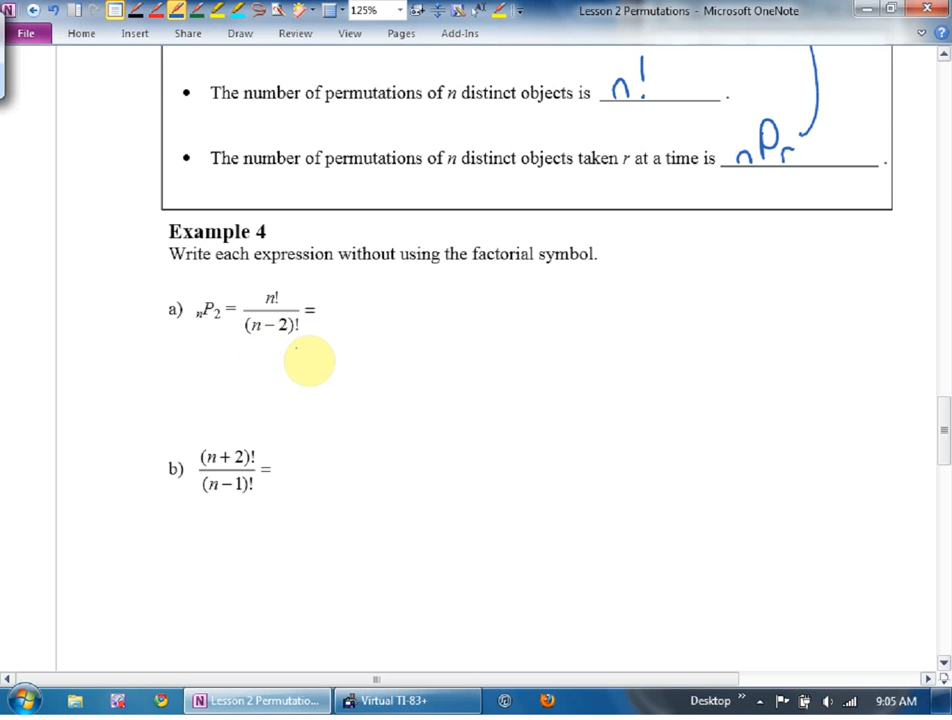 125%
Lesson 2 Permutations - Microsoft OneNote
File Home Insert Share Draw Review View Pages Add-Ins
• The number of permutations of n distinct objects is n! .
• The number of permutations of n distinct objects taken r at a time is nPr .
Example 4
Write each expression without using the factorial symbol.
a) nP2 = n! / (n − 2)! =
b) (n + 2)! / (n − 1)! =
Lesson 2 Permutatio... Virtual TI-83+ Desktop 9:05 AM